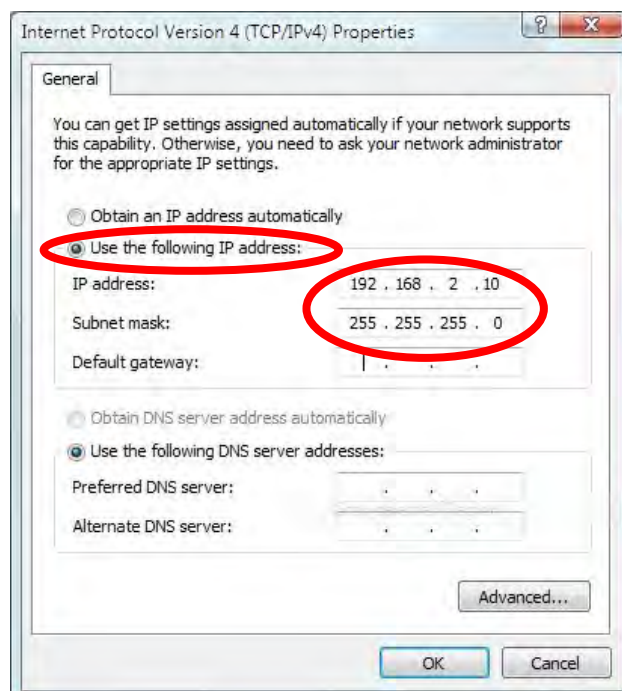 Internet Protocol Version 4 (TCP/IPv4) Properties
General
You can get IP settings assigned automatically if your network supports
this capability. Otherwise, you need to ask your network administrator
for the appropriate IP settings.
Obtain an IP address automatically
Use the following IP address:
IP address: 192 . 168 . 2 . 10
Subnet mask: 255 . 255 . 255 . 0
Default gateway: . . .
Obtain DNS server address automatically
Use the following DNS server addresses:
Preferred DNS server: . . .
Alternate DNS server: . . .
Advanced...
OK Cancel